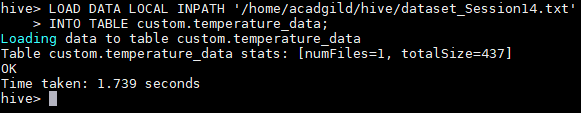 hive> LOAD DATA LOCAL INPATH '/home/acadgild/hive/dataset_Session14.txt'
    > INTO TABLE custom.temperature_data;
Loading data to table custom.temperature_data
Table custom.temperature_data stats: [numFiles=1, totalSize=437]
OK
Time taken: 1.739 seconds
hive>